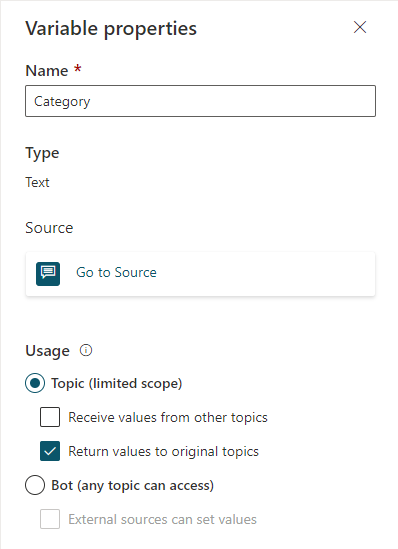 Variable properties
Name *
Category
Type
Text
Source
Go to Source
Usage
Topic (limited scope)
Receive values from other topics
Return values to original topics
Bot (any topic can access)
External sources can set values